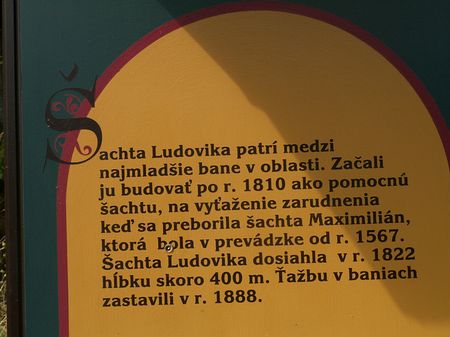 Šachta Ludovika patrí medzi
najmladšie bane v oblasti. Začali
ju budovať po r. 1810 ako pomocnú
šachtu, na vyťaženie zarudnenia
keď sa preborila šachta Maximilián,
ktorá bola v prevádzke od r. 1567.
Šachta Ludovika dosiahla v r. 1822
hĺbku skoro 400 m. Ťažbu v baniach
zastavili v r. 1888.